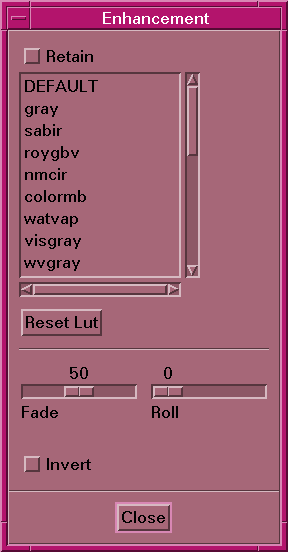 Enhancement
Retain
DEFAULT
gray
sabir
roygbv
nmcir
colormb
watvap
visgray
wvgray
Reset Lut
50 0
Fade Roll
Invert
Close